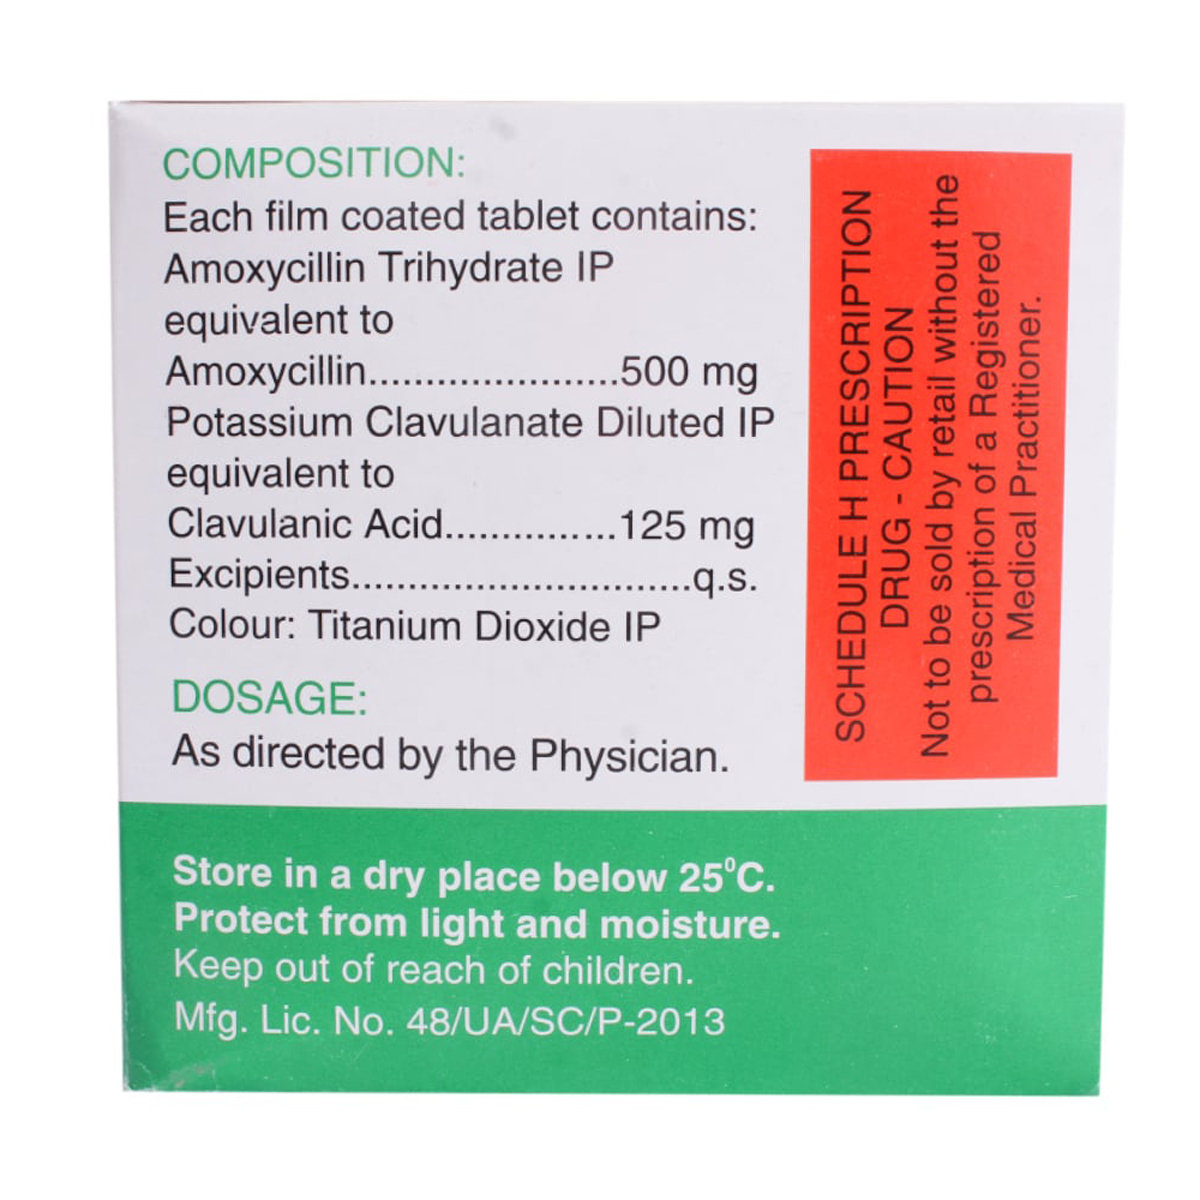 COMPOSITION:
Each film coated tablet contains:
Amoxycillin Trihydrate IP
equivalent to
Amoxycillin......................500 mg
Potassium Clavulanate Diluted IP
equivalent to
Clavulanic Acid...............125 mg
Excipients..............................q.s.
Colour: Titanium Dioxide IP
DOSAGE:
As directed by the Physician.
SCHEDULE H PRESCRIPTION
DRUG - CAUTION
Not to be sold by retail without the
prescription of a Registered
Medical Practitioner.
Store in a dry place below 25⁰C.
Protect from light and moisture.
Keep out of reach of children.
Mfg. Lic. No. 48/UA/SC/P-2013